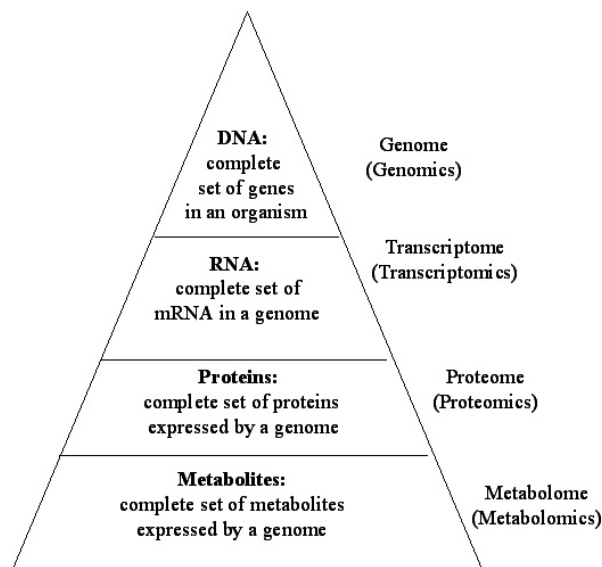 DNA:
complete
set of genes
in an organism
Genome
(Genomics)
RNA:
complete set of
mRNA in a genome
Transcriptome
(Transcriptomics)
Proteins:
complete set of proteins
expressed by a genome
Proteome
(Proteomics)
Metabolites:
complete set of metabolites
expressed by a genome
Metabolome
(Metabolomics)